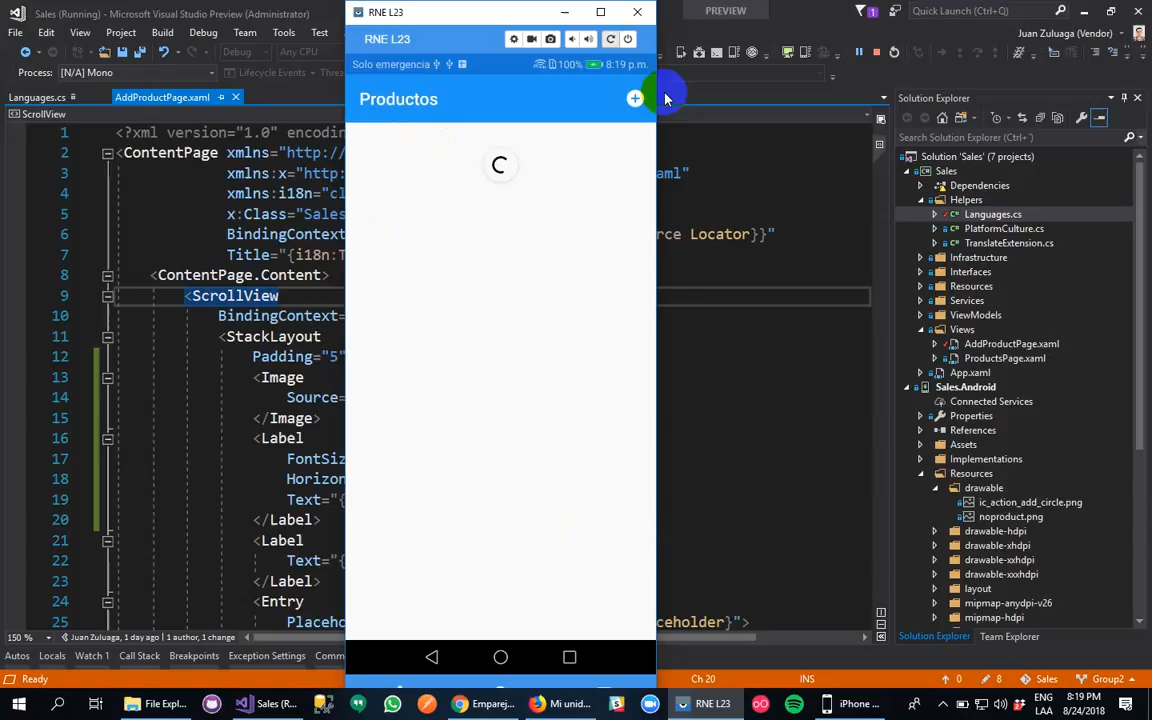 Sales (Running) - Microsoft Visual Studio Preview (Administrator)
RNE L23
PREVIEW
1
Quick Launch (Ctrl+Q)
File Edit View Project Build Debug Team Tools Test
Juan Zuluaga (Vendor)
RNE L23
Debug
Any CPU
Process: [N/A] Mono
Lifecycle Events
Solo emergencia
100%
8:19 p.m.
Productos
Languages.cs
AddProductPage.xaml
Solution Explorer
ScrollView
Search Solution Explorer (Ctrl+')
1 <?xml version="1.0" encodin
2 <ContentPage xmlns="http:/
3 xmlns:x="http: aml"
4 xmlns:i18n="cl
5 x:Class="Sales
6 BindingContext rce Locator}}"
7 Title="{i18n:T
8 <ContentPage.Content>
9 <ScrollView
10 BindingContext=
11 <StackLayout
12 Padding="5"
13 <Image
14 Source=
15 </Image>
16 <Label
17 FontSiz
18 Horizon
19 Text="{
20 </Label>
21 <Label
22 Text="{
23 </Label>
24 <Entry
25 Placeho ceholder}">
Solution 'Sales' (7 projects)
Sales
Dependencies
Helpers
Languages.cs
PlatformCulture.cs
TranslateExtension.cs
Infrastructure
Interfaces
Resources
Services
ViewModels
Views
AddProductPage.xaml
ProductsPage.xaml
App.xaml
Sales.Android
Connected Services
Properties
References
Assets
Implementations
Resources
drawable
ic_action_add_circle.png
noproduct.png
drawable-hdpi
drawable-xhdpi
drawable-xxhdpi
drawable-xxxhdpi
layout
mipmap-anydpi-v26
mipmap-hdpi
150 %
Juan Zuluaga, 1 day ago | 1 author, 1 change
Solution Explorer Team Explorer
Autos Locals Watch 1 Call Stack Breakpoints Exception Settings Comm
Ready
Ch 20
INS
0
8
Sales
Group2
File Expl...
Sales (R...
Emparej...
Mi unid...
RNE L23
iPhone ...
ENG
LAA
8:19 PM
8/24/2018